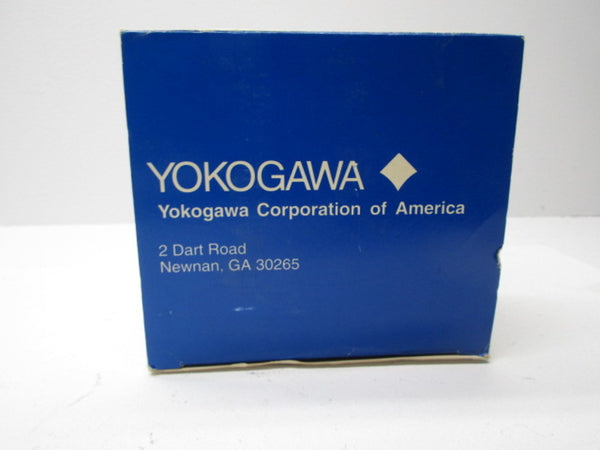 YOKOGAWA
Yokogawa Corporation of America
2 Dart Road
Newnan, GA 30265